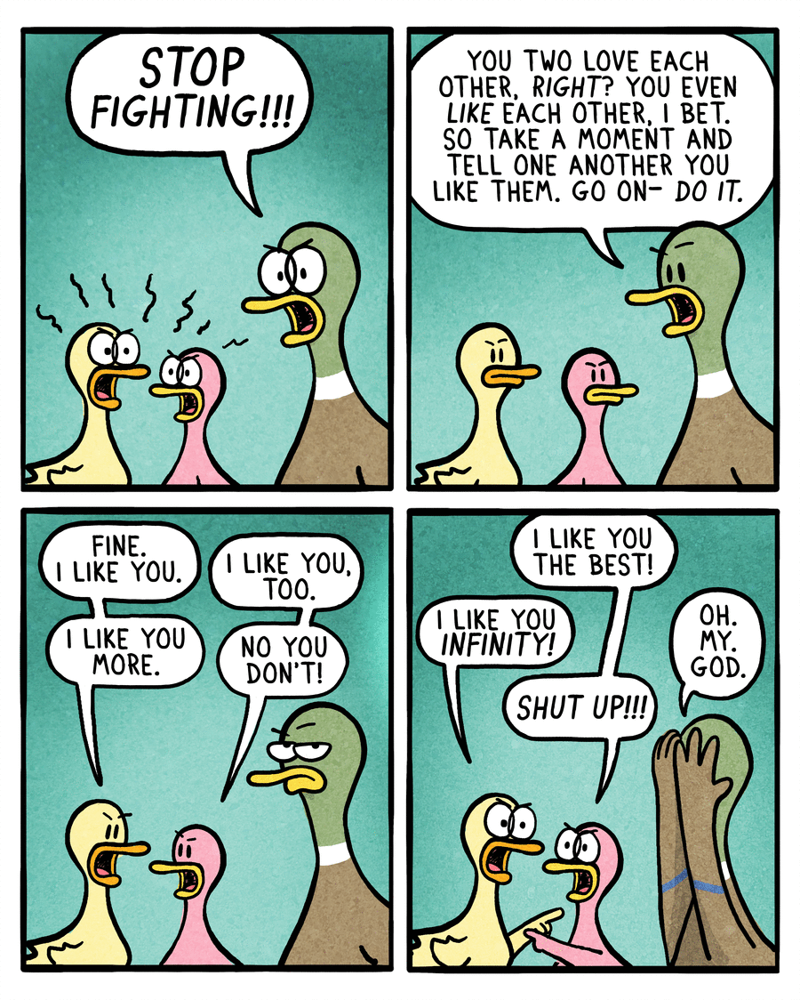 STOP
FIGHTING!!!
YOU TWO LOVE EACH
OTHER, RIGHT? YOU EVEN
LIKE EACH OTHER, I BET.
SO TAKE A MOMENT AND
TELL ONE ANOTHER YOU
LIKE THEM. GO ON- DO IT.
FINE.
I LIKE YOU.
I LIKE YOU,
TOO.
I LIKE YOU
MORE.
NO YOU
DON'T!
I LIKE YOU
THE BEST!
I LIKE YOU
INFINITY!
SHUT UP!!!
OH.
MY.
GOD.